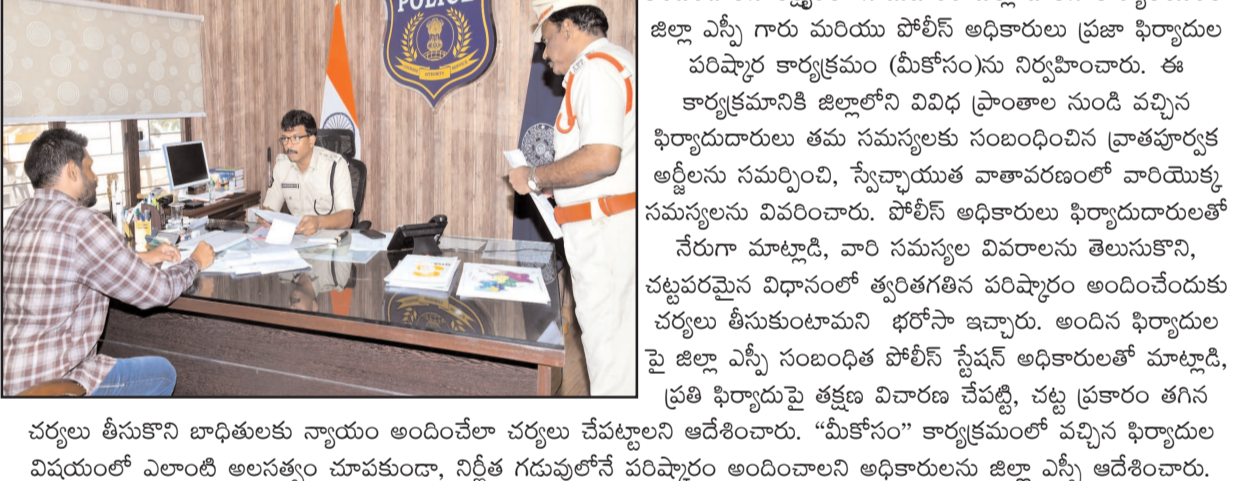 POLICE
INTEGRITY
జిల్లా ఎస్పీ గారు మరియు పోలీస్ అధికారులు ప్రజా ఫిర్యాదుల
పరిష్కార కార్యక్రమం (మీకోసం)ను నిర్వహించారు. ఈ
కార్యక్రమానికి జిల్లాలోని వివిధ ప్రాంతాల నుండి వచ్చిన
ఫిర్యాదుదారులు తమ సమస్యలకు సంబంధించిన వ్రాతపూర్వక
అర్జీలను సమర్పించి, స్వేచ్ఛాయుత వాతావరణంలో వారియొక్క
సమస్యలను వివరించారు. పోలీస్ అధికారులు ఫిర్యాదుదారులతో
నేరుగా మాట్లాడి, వారి సమస్యల వివరాలను తెలుసుకొని,
చట్టపరమైన విధానంలో త్వరితగతిన పరిష్కారం అందించేందుకు
చర్యలు తీసుకుంటామని భరోసా ఇచ్చారు. అందిన ఫిర్యాదుల
పై జిల్లా ఎస్పీ సంబంధిత పోలీస్ స్టేషన్ అధికారులతో మాట్లాడి,
ప్రతి ఫిర్యాదుపై తక్షణ విచారణ చేపట్టి, చట్ట ప్రకారం తగిన
చర్యలు తీసుకొని బాధితులకు న్యాయం అందించేలా చర్యలు చేపట్టాలని ఆదేశించారు. “మీకోసం” కార్యక్రమంలో వచ్చిన ఫిర్యాదుల
విషయంలో ఎలాంటి అలసత్వం చూపకుండా, నిర్ణీత గడువులోనే పరిష్కారం అందించాలని అధికారులను జిల్లా ఎస్పీ ఆదేశించారు.